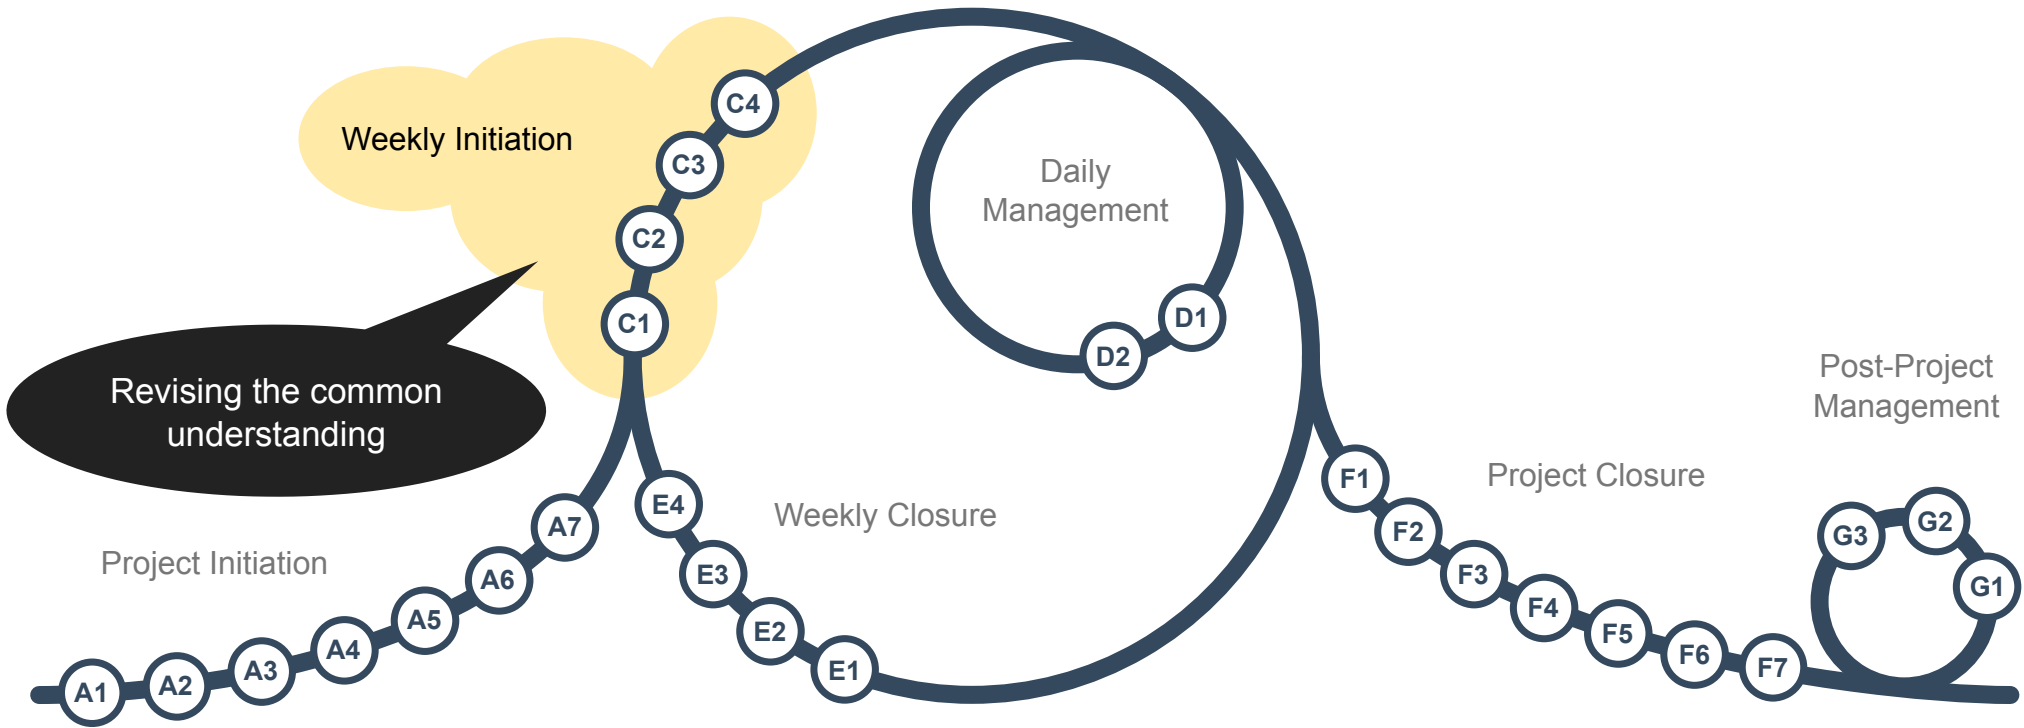 Weekly Initiation
C4
C3
C2
C1
Daily
Management
D1
D2
Revising the common
understanding
Project Initiation
A1
A2
A3
A4
A5
A6
A7
Weekly Closure
E4
E3
E2
E1
Project Closure
F1
F2
F3
F4
F5
F6
F7
Post-Project
Management
G3
G2
G1